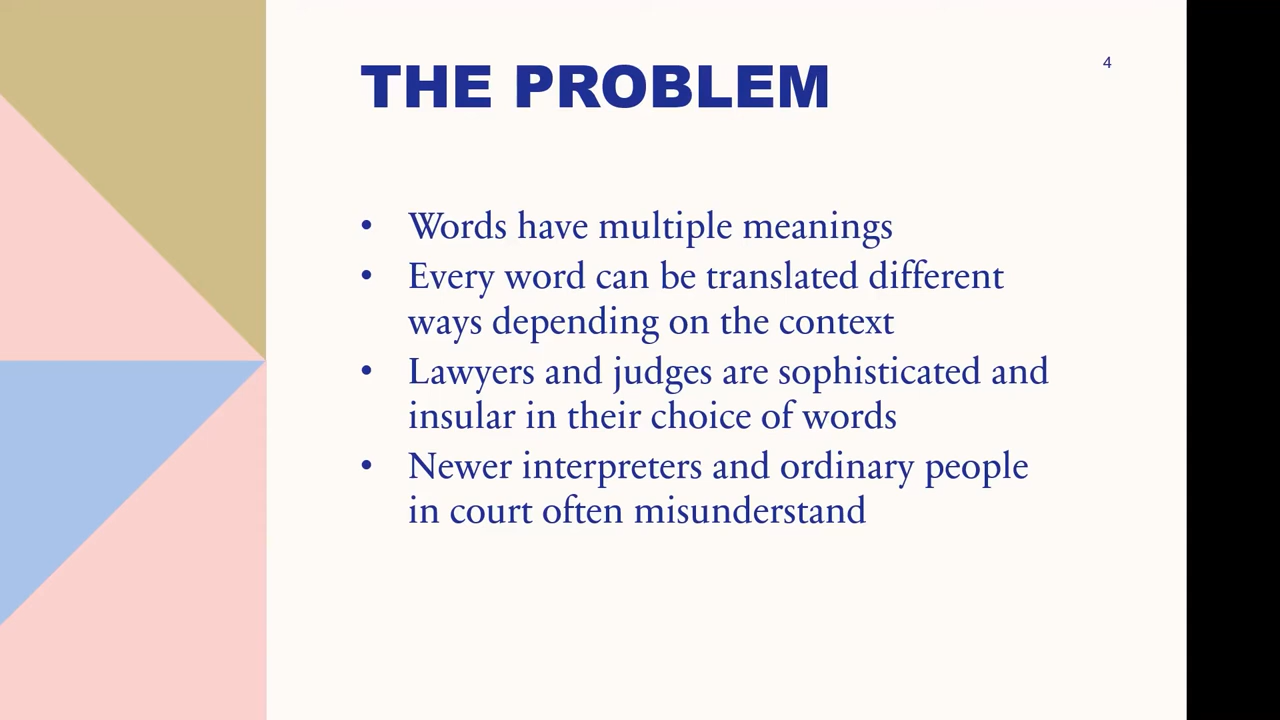 THE PROBLEM
4
• Words have multiple meanings
• Every word can be translated different
ways depending on the context
• Lawyers and judges are sophisticated and
insular in their choice of words
• Newer interpreters and ordinary people
in court often misunderstand